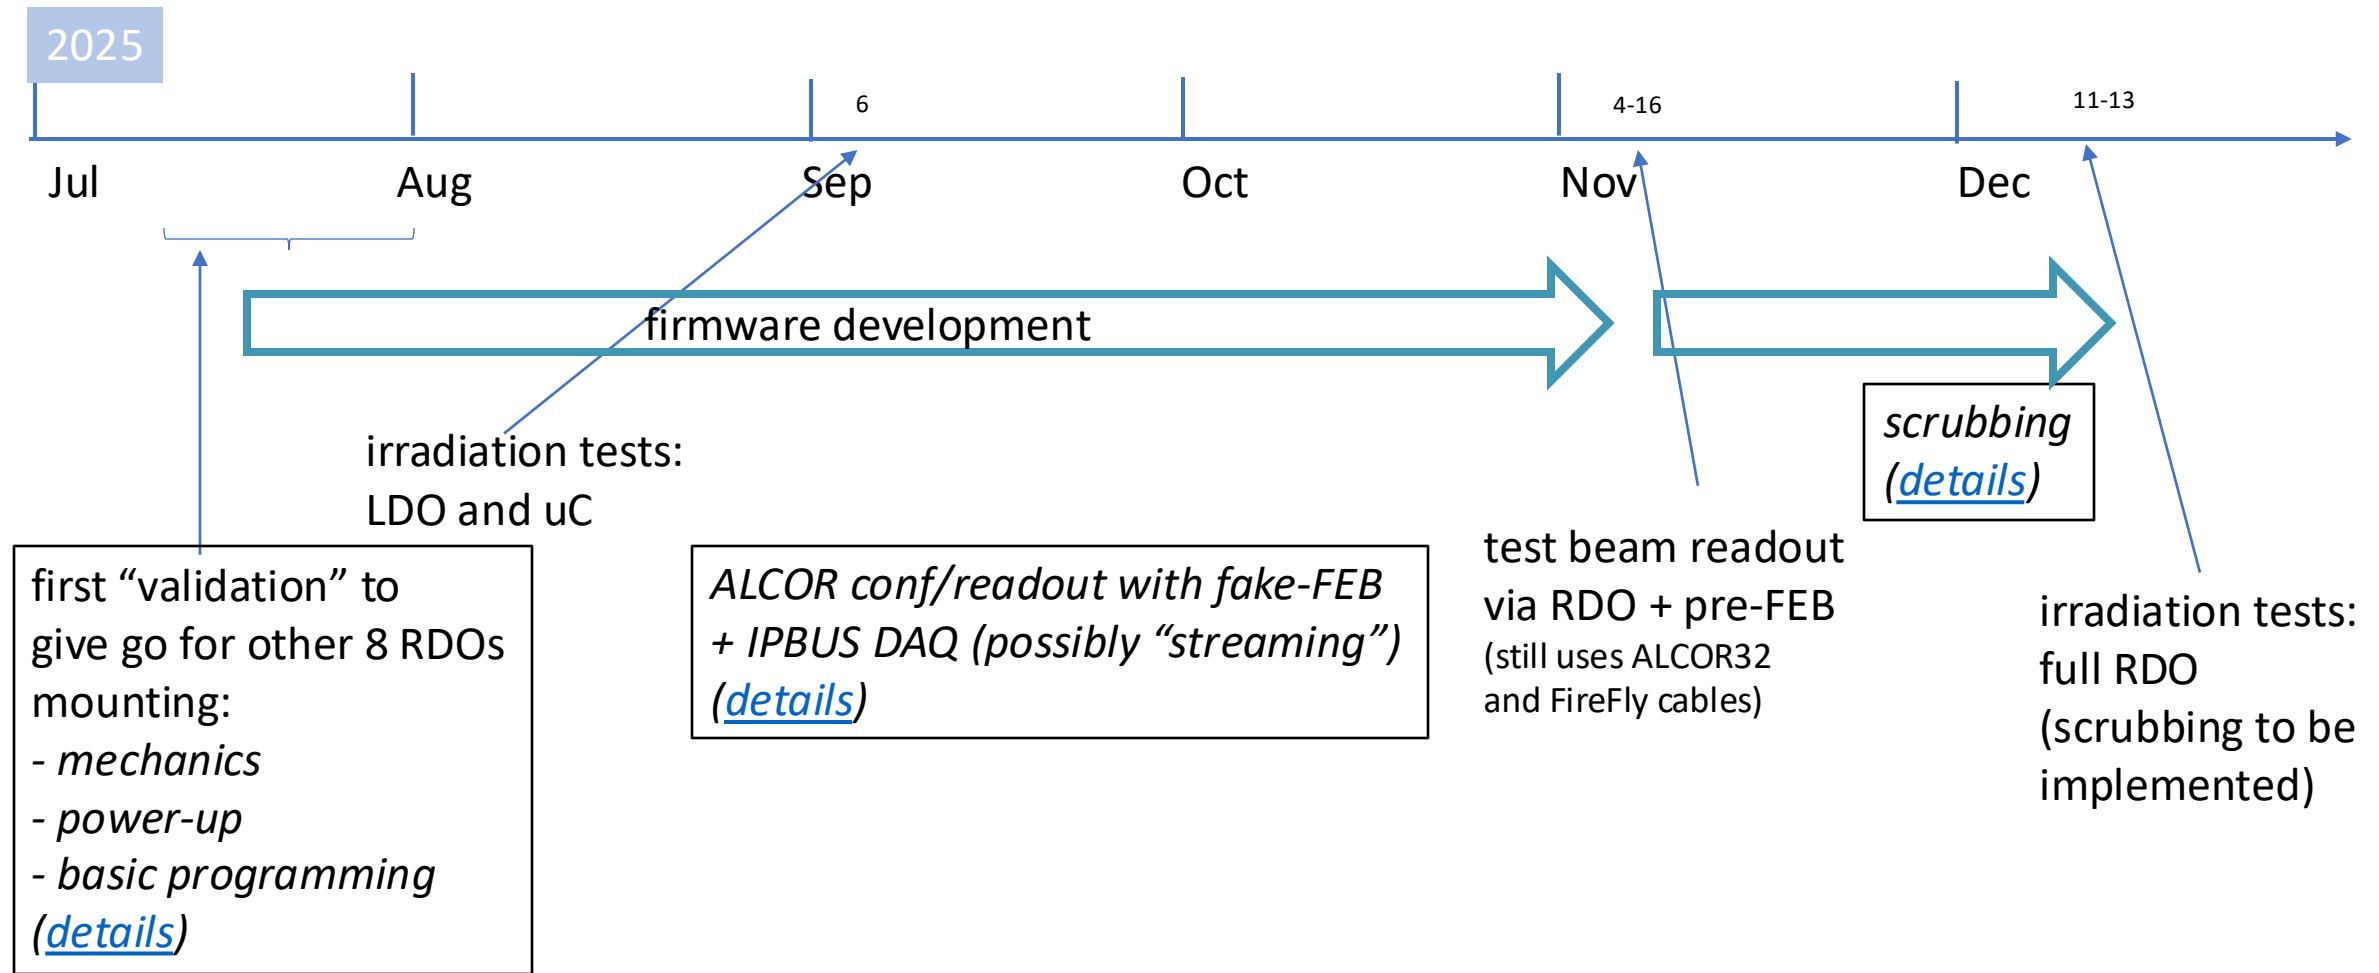 2025
6
4-16
11-13
Jul
Aug
Sep
Oct
Nov
Dec
firmware development
irradiation tests:
LDO and uC
scrubbing
(details)
first “validation” to
give go for other 8 RDOs
mounting:
- mechanics
- power-up
- basic programming
(details)
ALCOR conf/readout with fake-FEB
+ IPBUS DAQ (possibly “streaming”)
(details)
test beam readout
via RDO + pre-FEB
(still uses ALCOR32
and FireFly cables)
irradiation tests:
full RDO
(scrubbing to be
implemented)